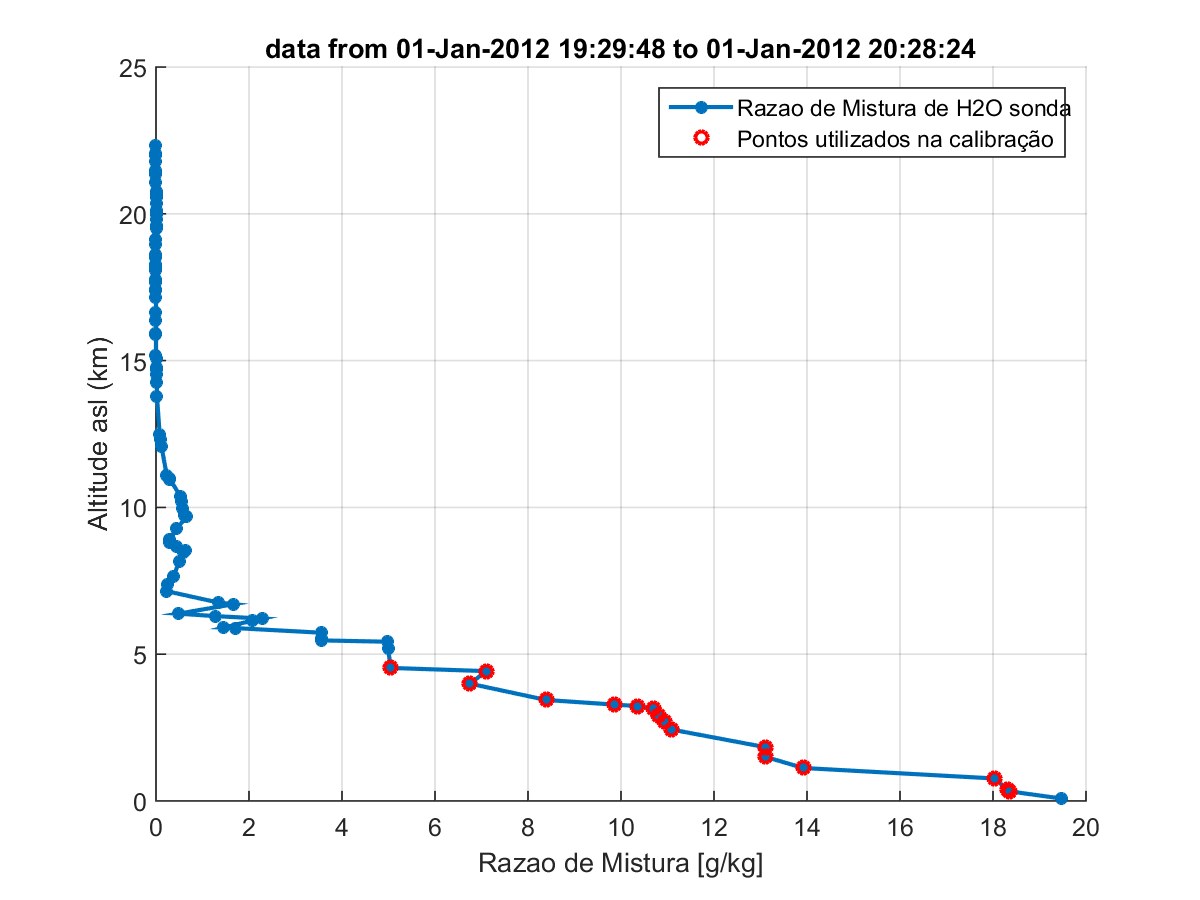 data from 01-Jan-2012 19:29:48 to 01-Jan-2012 20:28:24
Razao de Mistura de H2O sonda
Pontos utilizados na calibração
25
20
15
10
5
0
Altitude asl (km)
0 2 4 6 8 10 12 14 16 18 20
Razao de Mistura [g/kg]